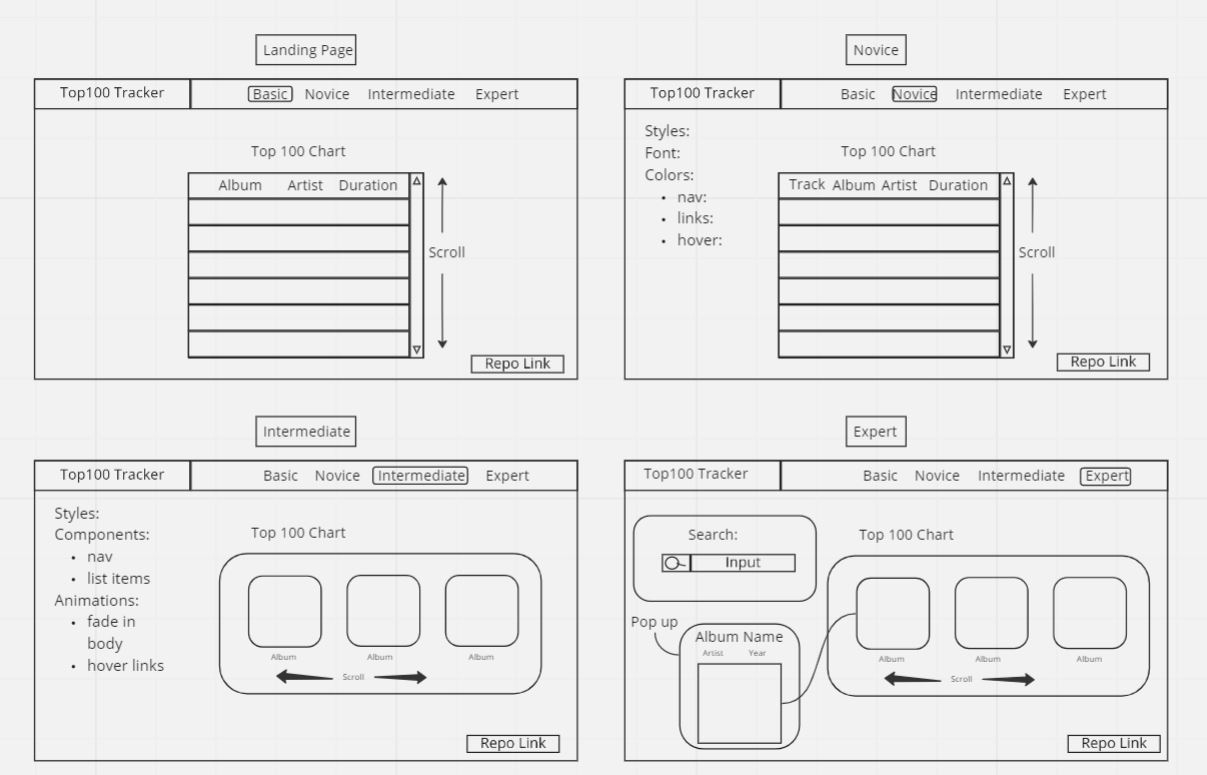 Landing Page
Top100 Tracker
Basic Novice Intermediate Expert
Top 100 Chart
Album Artist Duration
Scroll
Repo Link
Novice
Top100 Tracker
Basic Novice Intermediate Expert
Styles:
Font:
Colors:
• nav:
• links:
• hover:
Top 100 Chart
Track Album Artist Duration
Scroll
Repo Link
Intermediate
Top100 Tracker
Basic Novice Intermediate Expert
Styles:
Components:
• nav
• list items
Animations:
• fade in
body
• hover links
Top 100 Chart
Album Album Album
Scroll
Repo Link
Expert
Top100 Tracker
Basic Novice Intermediate Expert
Search:
Input
Pop up
Album Name
Artist Year
Top 100 Chart
Album Album Album
Scroll
Repo Link